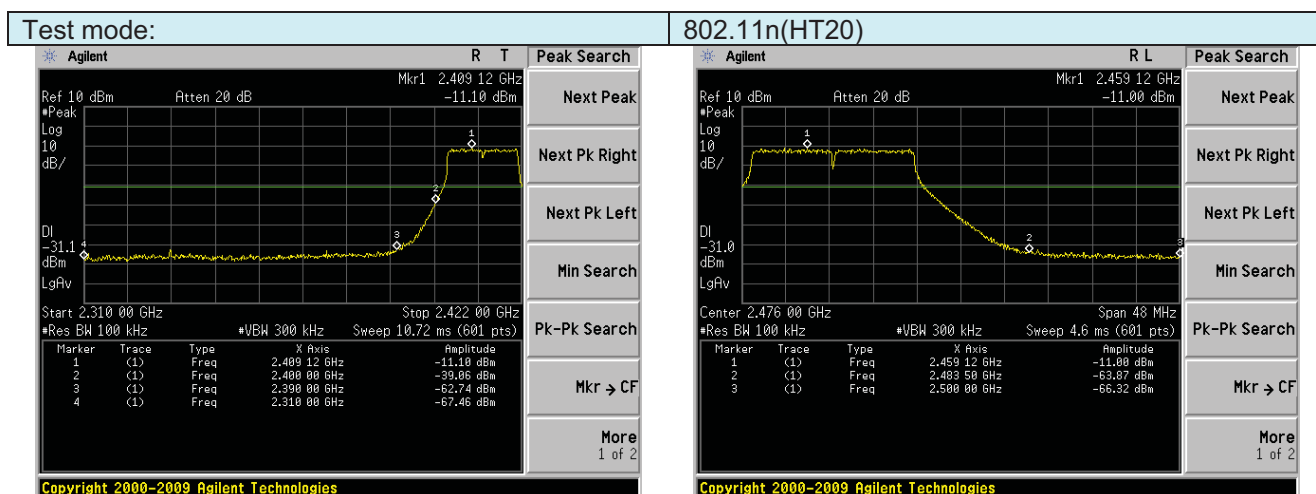 Test mode: 802.11n(HT20)
Agilent R T Peak Search
Mkr1 2.409 12 GHz
Ref 10 dBm Atten 20 dB -11.10 dBm
#Peak
Log
10
dB/
1
2
3
4
DI
-31.1
dBm
LgAv
Start 2.310 00 GHz Stop 2.422 00 GHz
#Res BW 100 kHz #VBW 300 kHz Sweep 10.72 ms (601 pts)
Marker Trace Type X Axis Amplitude
1 (1) Freq 2.409 12 GHz -11.10 dBm
2 (1) Freq 2.400 00 GHz -39.06 dBm
3 (1) Freq 2.390 00 GHz -62.74 dBm
4 (1) Freq 2.310 00 GHz -67.46 dBm
Next Peak
Next Pk Right
Next Pk Left
Min Search
Pk-Pk Search
Mkr → CF
More
1 of 2
Copyright 2000-2009 Agilent Technologies
Agilent R L Peak Search
Mkr1 2.459 12 GHz
Ref 10 dBm Atten 20 dB -11.00 dBm
#Peak
Log
10
dB/
1
2
3
DI
-31.0
dBm
LgAv
Center 2.476 00 GHz Span 48 MHz
#Res BW 100 kHz #VBW 300 kHz Sweep 4.6 ms (601 pts)
Marker Trace Type X Axis Amplitude
1 (1) Freq 2.459 12 GHz -11.00 dBm
2 (1) Freq 2.483 50 GHz -63.87 dBm
3 (1) Freq 2.500 00 GHz -66.32 dBm
Next Peak
Next Pk Right
Next Pk Left
Min Search
Pk-Pk Search
Mkr → CF
More
1 of 2
Copyright 2000-2009 Agilent Technologies